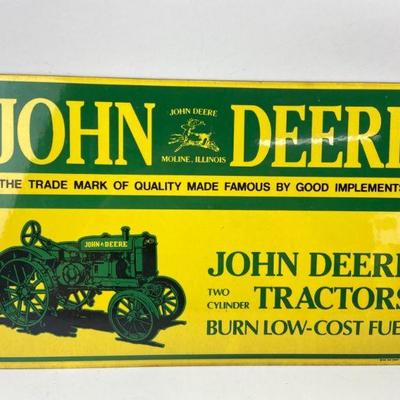 JOHN DEERE
JOHN DEERE
MOLINE, ILLINOIS
THE TRADE MARK OF QUALITY MADE FAMOUS BY GOOD IMPLEMENTS
JOHN DEERE
JOHN DEERE
TWO CYLINDER TRACTORS
BURN LOW-COST FUE